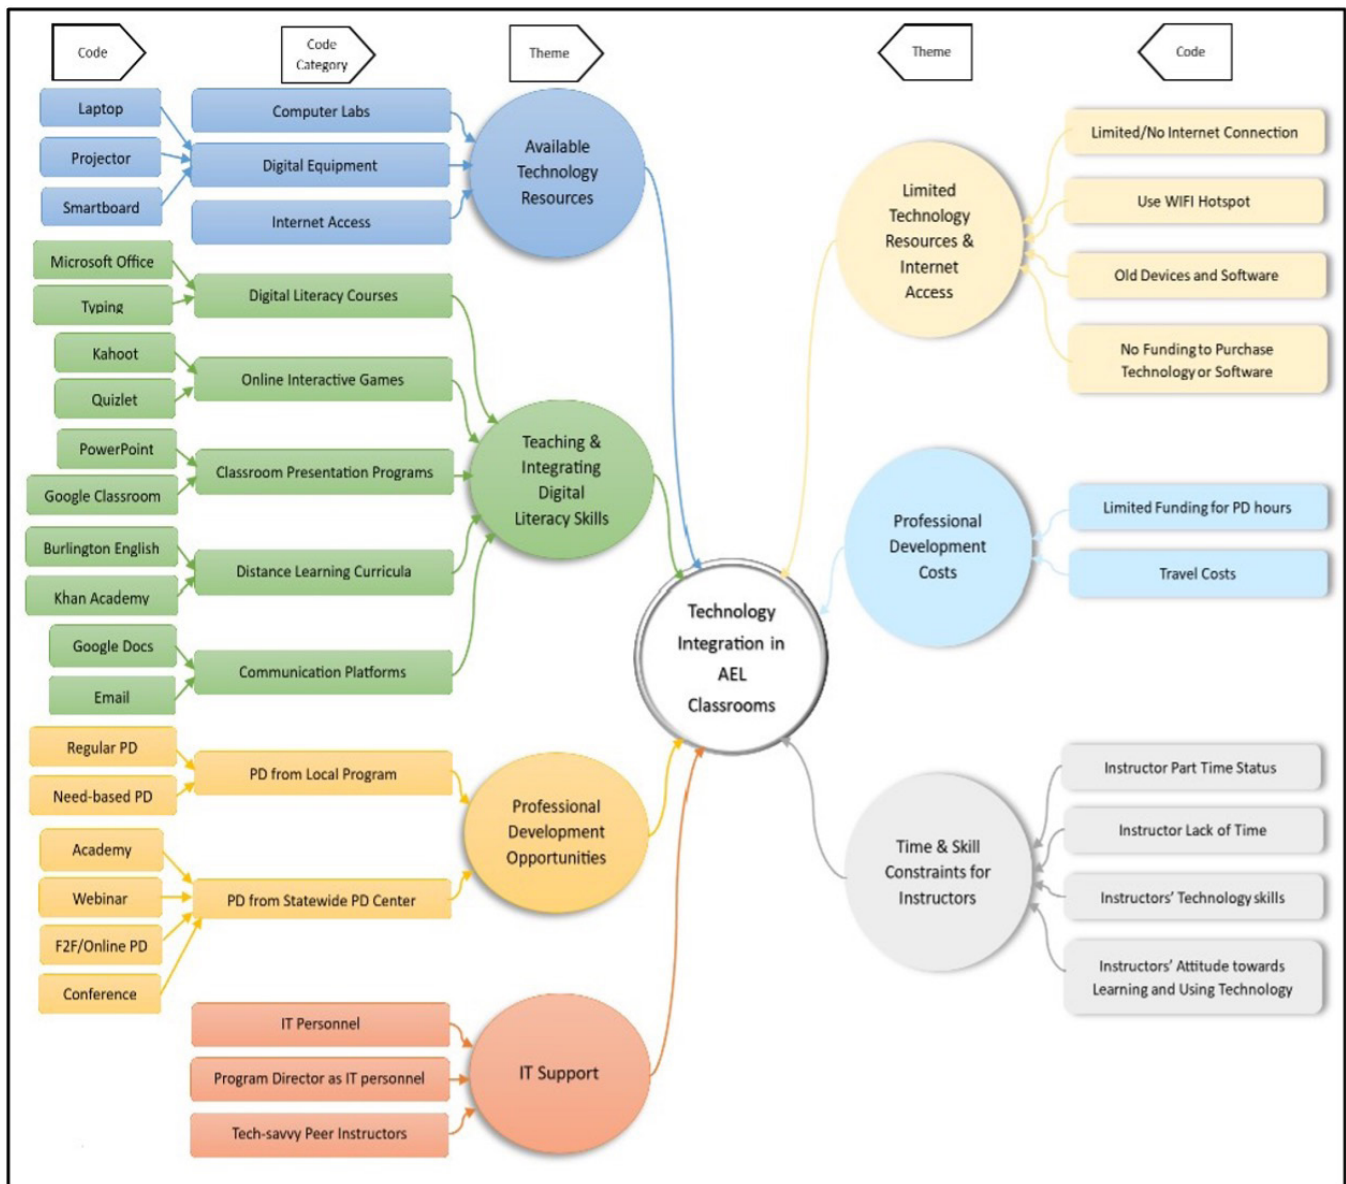 Code
Code
Category
Theme
Theme
Code
Laptop
Projector
Smartboard
Computer Labs
Digital Equipment
Internet Access
Available
Technology
Resources
Microsoft Office
Typing
Kahoot
Quizlet
PowerPoint
Google Classroom
Burlington English
Khan Academy
Google Docs
Email
Digital Literacy Courses
Online Interactive Games
Classroom Presentation Programs
Distance Learning Curricula
Communication Platforms
Teaching &
Integrating
Digital
Literacy Skills
Regular PD
Need-based PD
Academy
Webinar
F2F/Online PD
Conference
PD from Local Program
PD from Statewide PD Center
Professional
Development
Opportunities
IT Personnel
Program Director as IT personnel
Tech-savvy Peer Instructors
IT Support
Technology
Integration in
AEL
Classrooms
Limited
Technology
Resources &
Internet
Access
Limited/No Internet Connection
Use WIFI Hotspot
Old Devices and Software
No Funding to Purchase
Technology or Software
Professional
Development
Costs
Limited Funding for PD hours
Travel Costs
Time & Skill
Constraints for
Instructors
Instructor Part Time Status
Instructor Lack of Time
Instructors' Technology skills
Instructors' Attitude towards
Learning and Using Technology